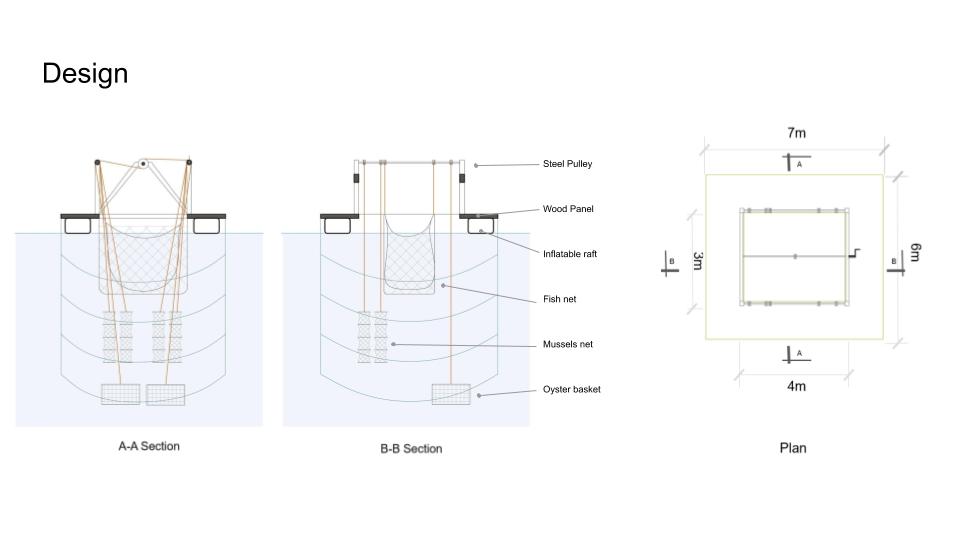 Design
Steel Pulley
Wood Panel
Inflatable raft
Fish net
Mussels net
Oyster basket
A-A Section
B-B Section
7m
A
B
3m
B
6m
A
4m
Plan